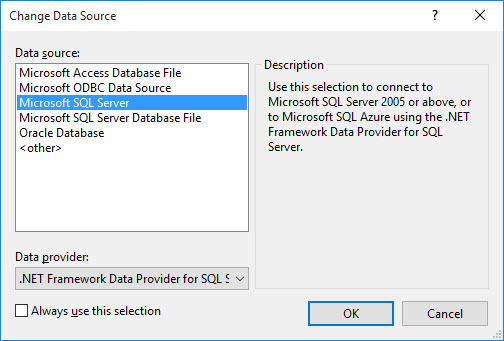 Change Data Source
Data source:
Microsoft Access Database File
Microsoft ODBC Data Source
Microsoft SQL Server
Microsoft SQL Server Database File
Oracle Database
<other>
Description
Use this selection to connect to
Microsoft SQL Server 2005 or above, or
to Microsoft SQL Azure using the .NET
Framework Data Provider for SQL
Server.
Data provider:
.NET Framework Data Provider for SQL S
Always use this selection
OK
Cancel